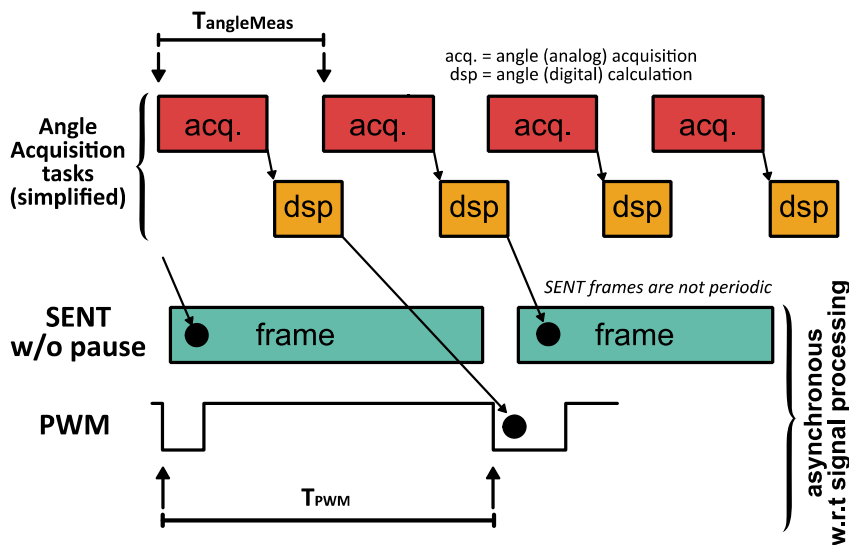 TangleMeas
acq. = angle (analog) acquisition
dsp = angle (digital) calculation
Angle
Acquisition
tasks
(simplified)
acq.
acq.
acq.
acq.
dsp
dsp
dsp
dsp
SENT frames are not periodic
SENT
w/o pause
frame
frame
PWM
TPWM
asynchronous
w.r.t signal processing